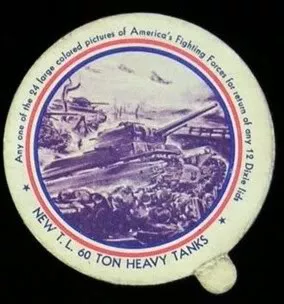 Any one of the 24 large colored pictures of America's Fighting Forces for return of any 12 Dixie lids
★ NEW T. L. 60 TON HEAVY TANKS ★